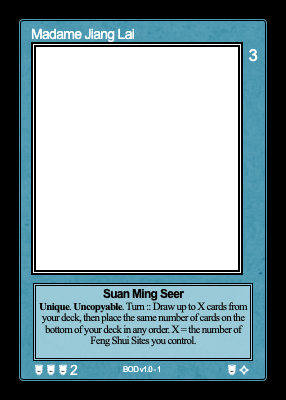 Madame Jiang Lai
3
Suan Ming Seer
Unique. Uncopyable. Turn :: Draw up to X cards from
your deck, then place the same number of cards on the
bottom of your deck in any order. X = the number of
Feng Shui Sites you control.
2
BOD v1.0 - 1